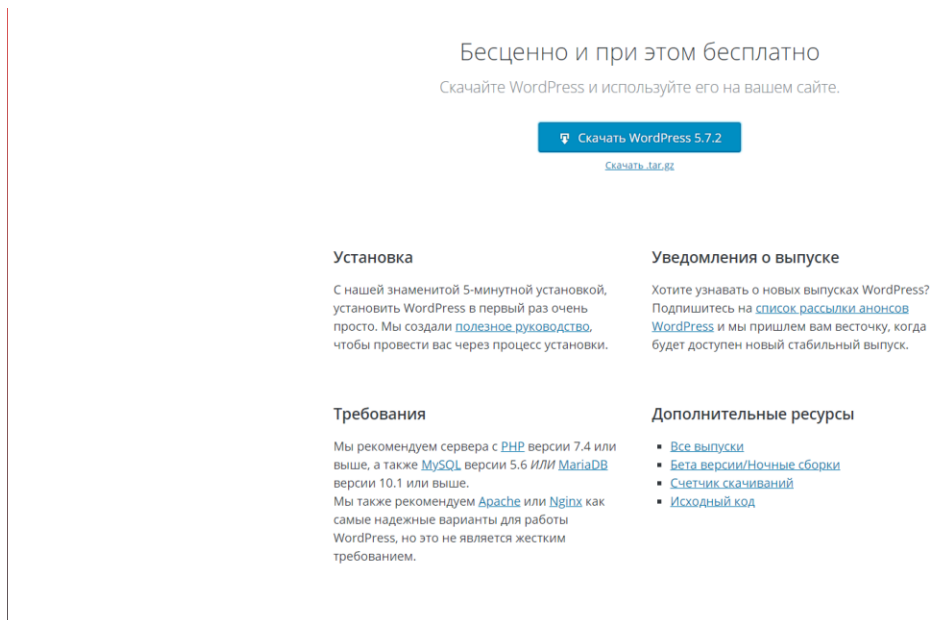 Бесценно и при этом бесплатно
Скачайте WordPress и используйте его на вашем сайте.
Скачать WordPress 5.7.2
Скачать .tar.gz
Установка
С нашей знаменитой 5-минутной установкой,
установить WordPress в первый раз очень
просто. Мы создали полезное руководство,
чтобы провести вас через процесс установки.
Уведомления о выпуске
Хотите узнавать о новых выпусках WordPress?
Подпишитесь на список рассылки анонсов
WordPress и мы пришлем вам весточку, когда
будет доступен новый стабильный выпуск.
Требования
Мы рекомендуем сервера с PHP версии 7.4 или
выше, а также MySQL версии 5.6 ИЛИ MariaDB
версии 10.1 или выше.
Мы также рекомендуем Apache или Nginx как
самые надежные варианты для работы
WordPress, но это не является жестким
требованием.
Дополнительные ресурсы
Все выпуски
Бета версии/Ночные сборки
Счетчик скачиваний
Исходный код